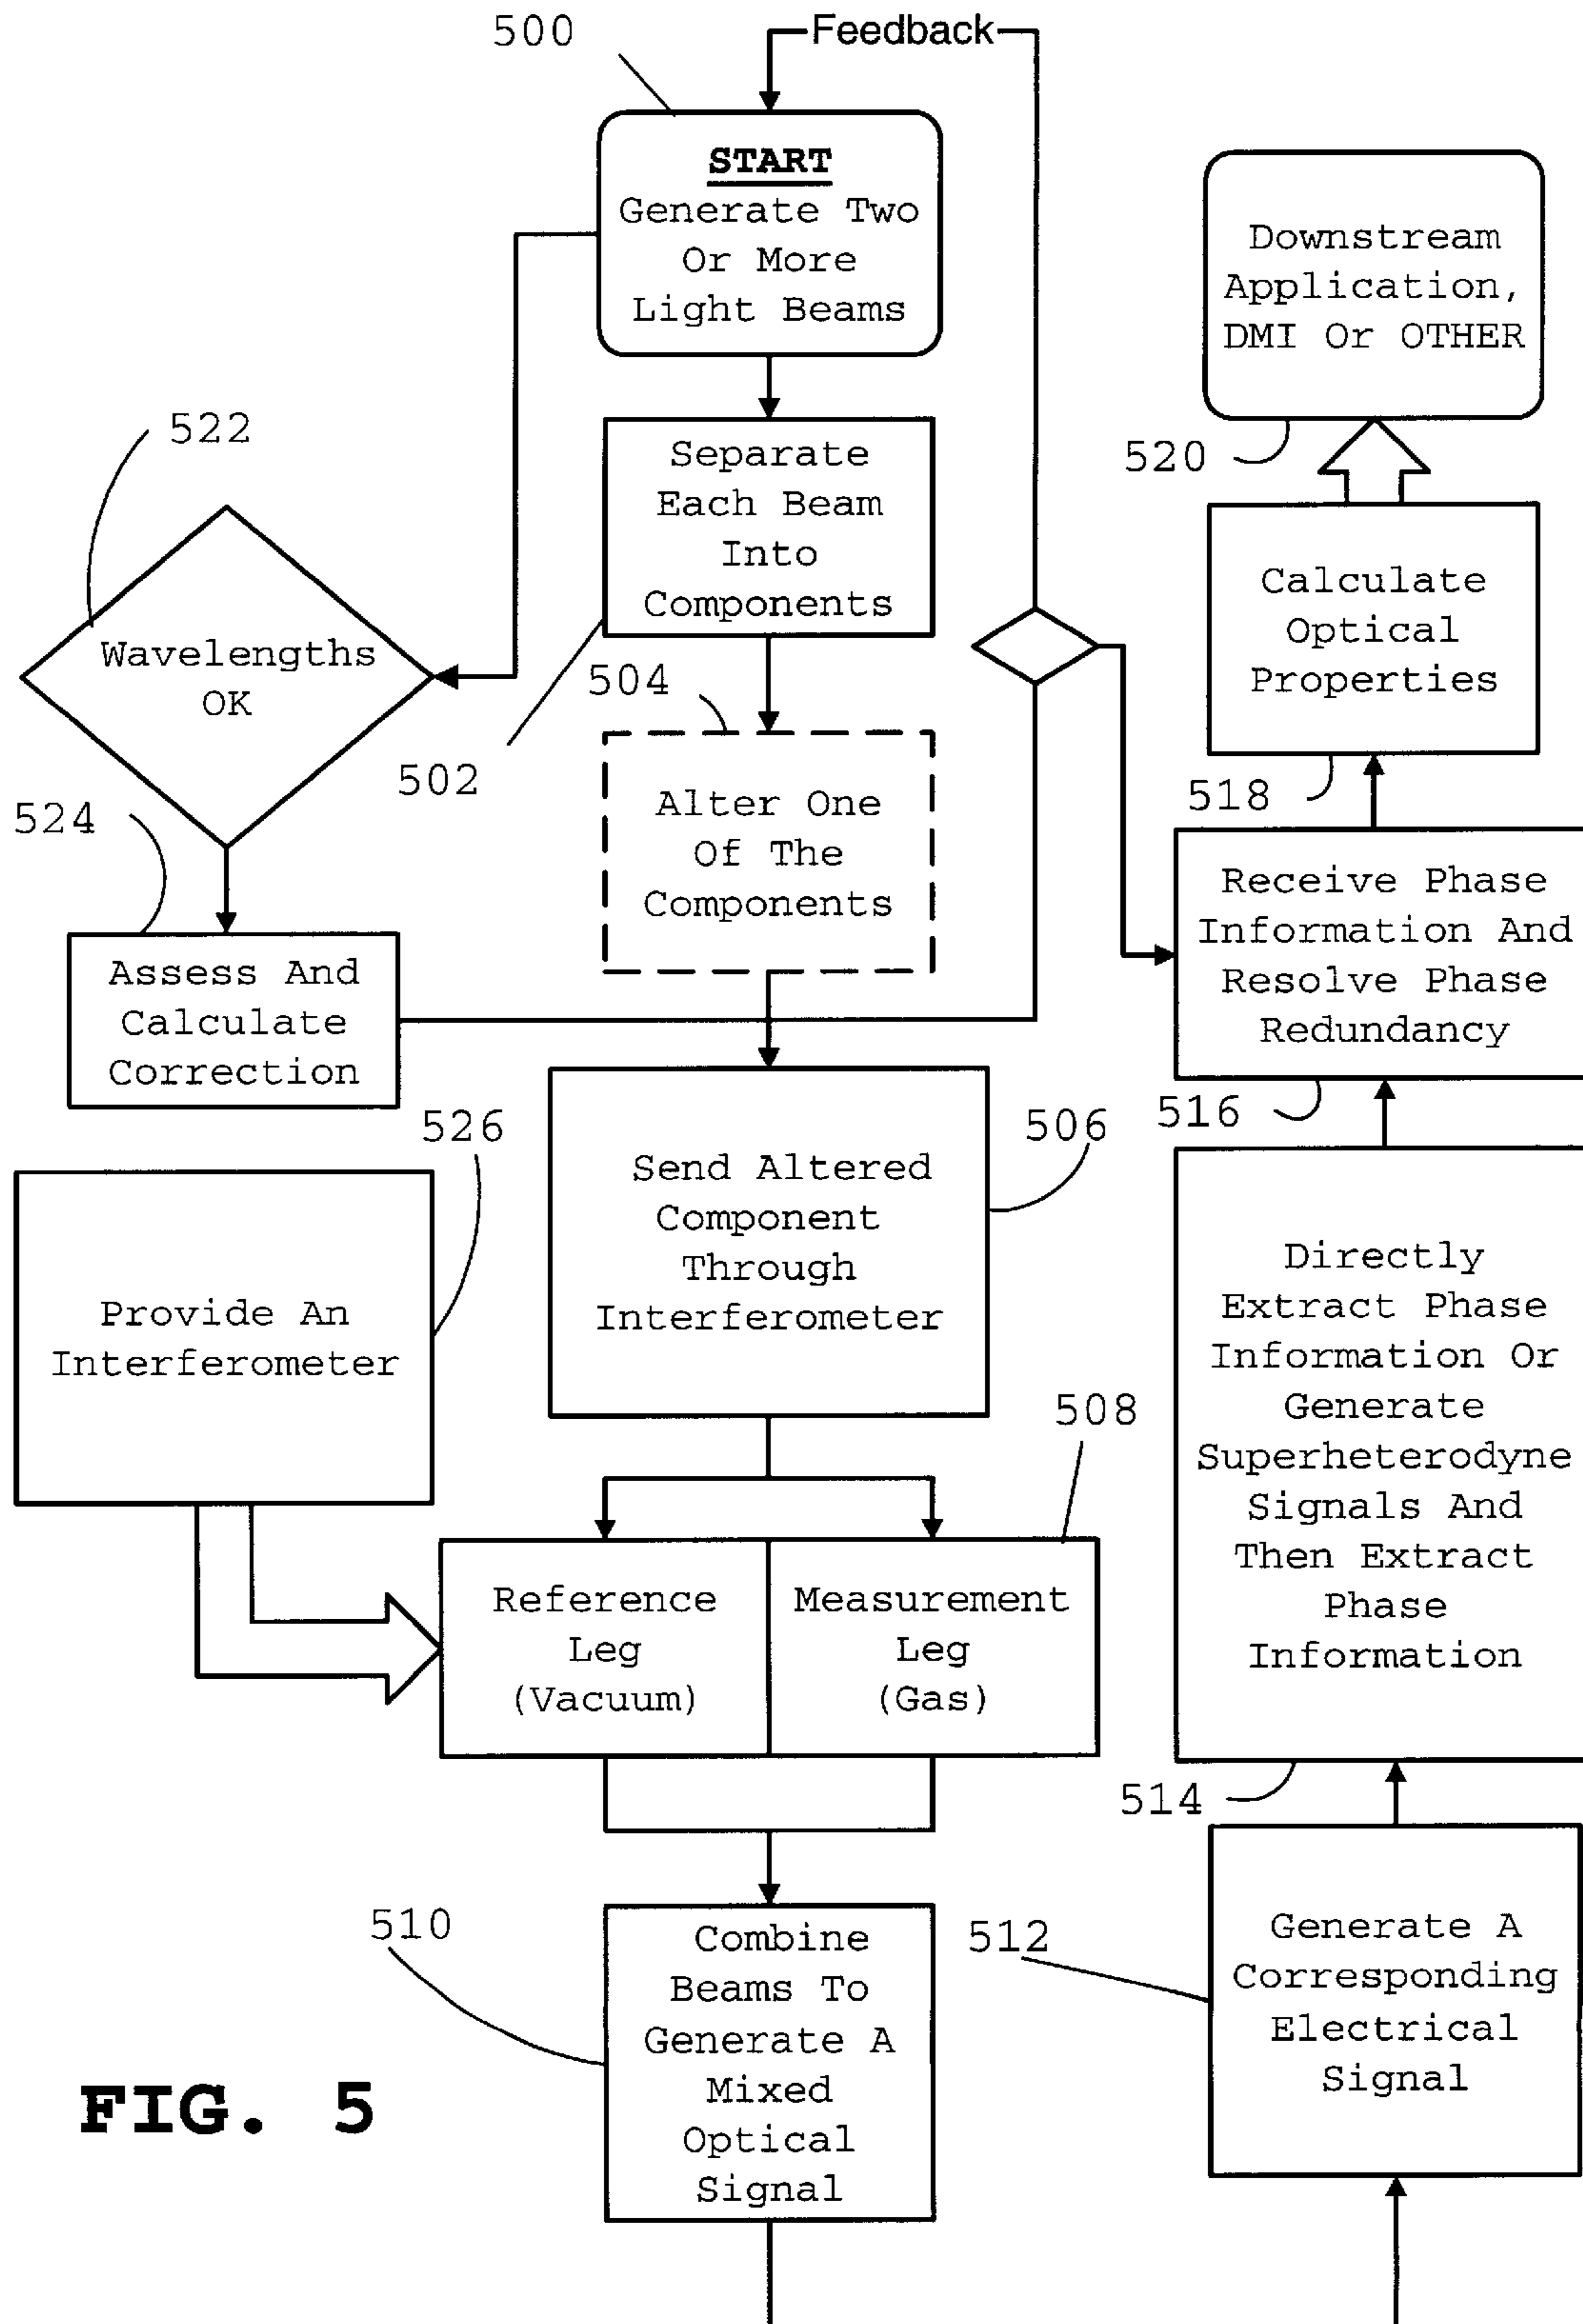 Feedback
500
START
Generate Two
Or More
Light Beams
522
Wavelengths
OK
502
Separate
Each Beam
Into
Components
504
Alter One
Of The
Components
524
Assess And
Calculate
Correction
526
Provide An
Interferometer
506
Send Altered
Component
Through
Interferometer
508
Reference
Leg
(Vacuum)
Measurement
Leg
(Gas)
510
Combine
Beams To
Generate A
Mixed
Optical
Signal
512
Generate A
Corresponding
Electrical
Signal
514
Directly
Extract Phase
Information Or
Generate
Superheterodyne
Signals And
Then Extract
Phase
Information
516
Receive Phase
Information And
Resolve Phase
Redundancy
518
Calculate
Optical
Properties
520
Downstream
Application,
DMI Or OTHER
FIG. 5